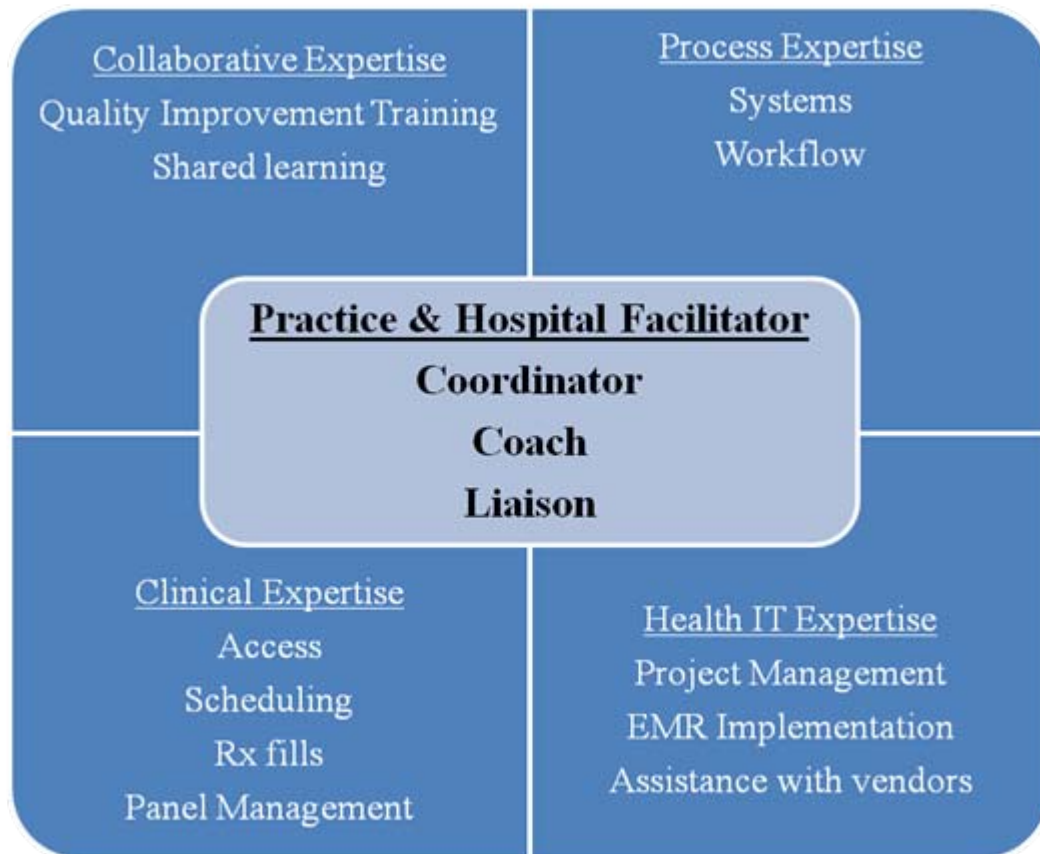 Collaborative Expertise
Quality Improvement Training
Shared learning
Process Expertise
Systems
Workflow
Practice & Hospital Facilitator
Coordinator
Coach
Liaison
Clinical Expertise
Access
Scheduling
Rx fills
Panel Management
Health IT Expertise
Project Management
EMR Implementation
Assistance with vendors